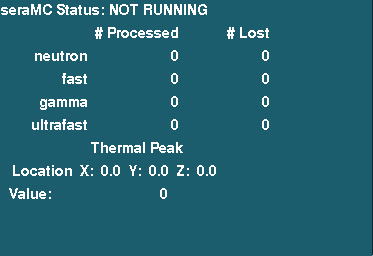 seraMC Status: NOT RUNNING
# Processed # Lost
neutron 0 0
fast 0 0
gamma 0 0
ultrafast 0 0
Thermal Peak
Location X: 0.0 Y: 0.0 Z: 0.0
Value: 0